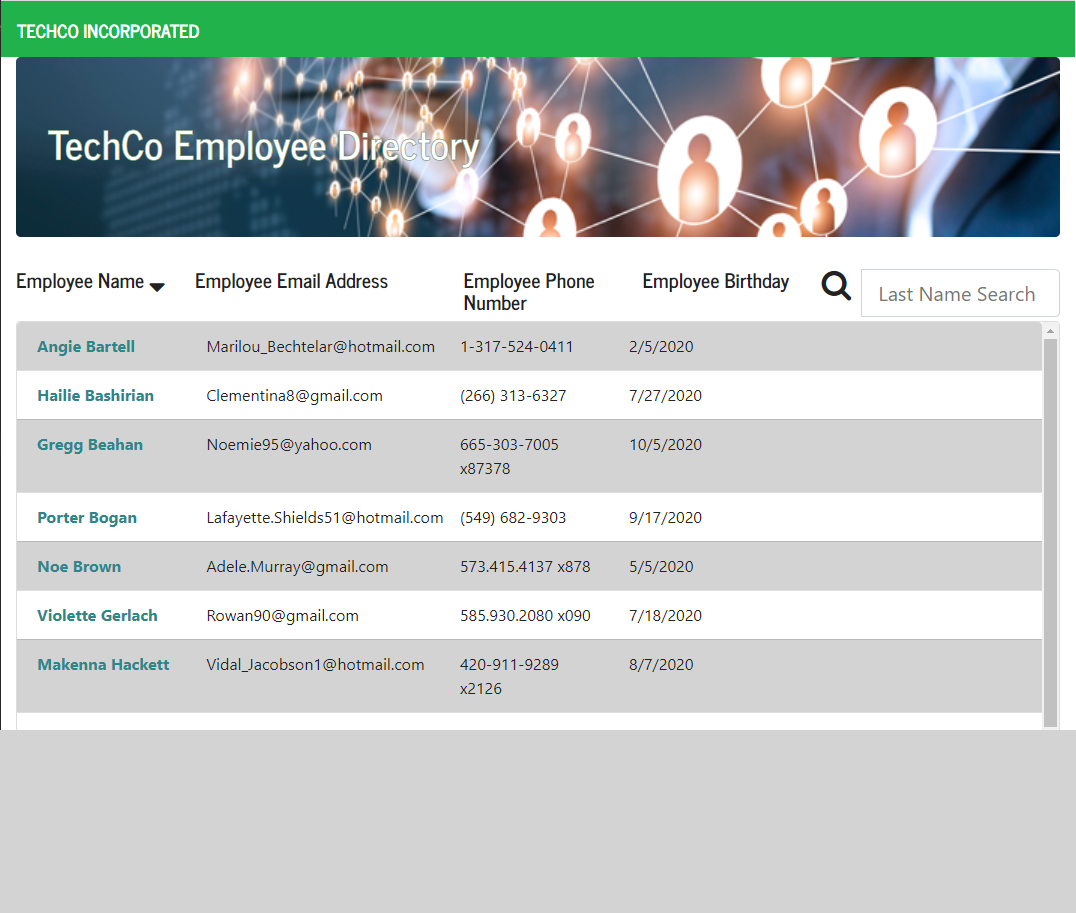 TECHCO INCORPORATED
TechCo Employee Directory
Employee Name Employee Email Address Employee Phone Number Employee Birthday Last Name Search
Angie Bartell Marilou_Bechtelar@hotmail.com 1-317-524-0411 2/5/2020
Hailie Bashirian Clementina8@gmail.com (266) 313-6327 7/27/2020
Gregg Beahan Noemie95@yahoo.com 665-303-7005 x87378 10/5/2020
Porter Bogan Lafayette.Shields51@hotmail.com (549) 682-9303 9/17/2020
Noe Brown Adele.Murray@gmail.com 573.415.4137 x878 5/5/2020
Violette Gerlach Rowan90@gmail.com 585.930.2080 x090 7/18/2020
Makenna Hackett Vidal_Jacobson1@hotmail.com 420-911-9289 x2126 8/7/2020